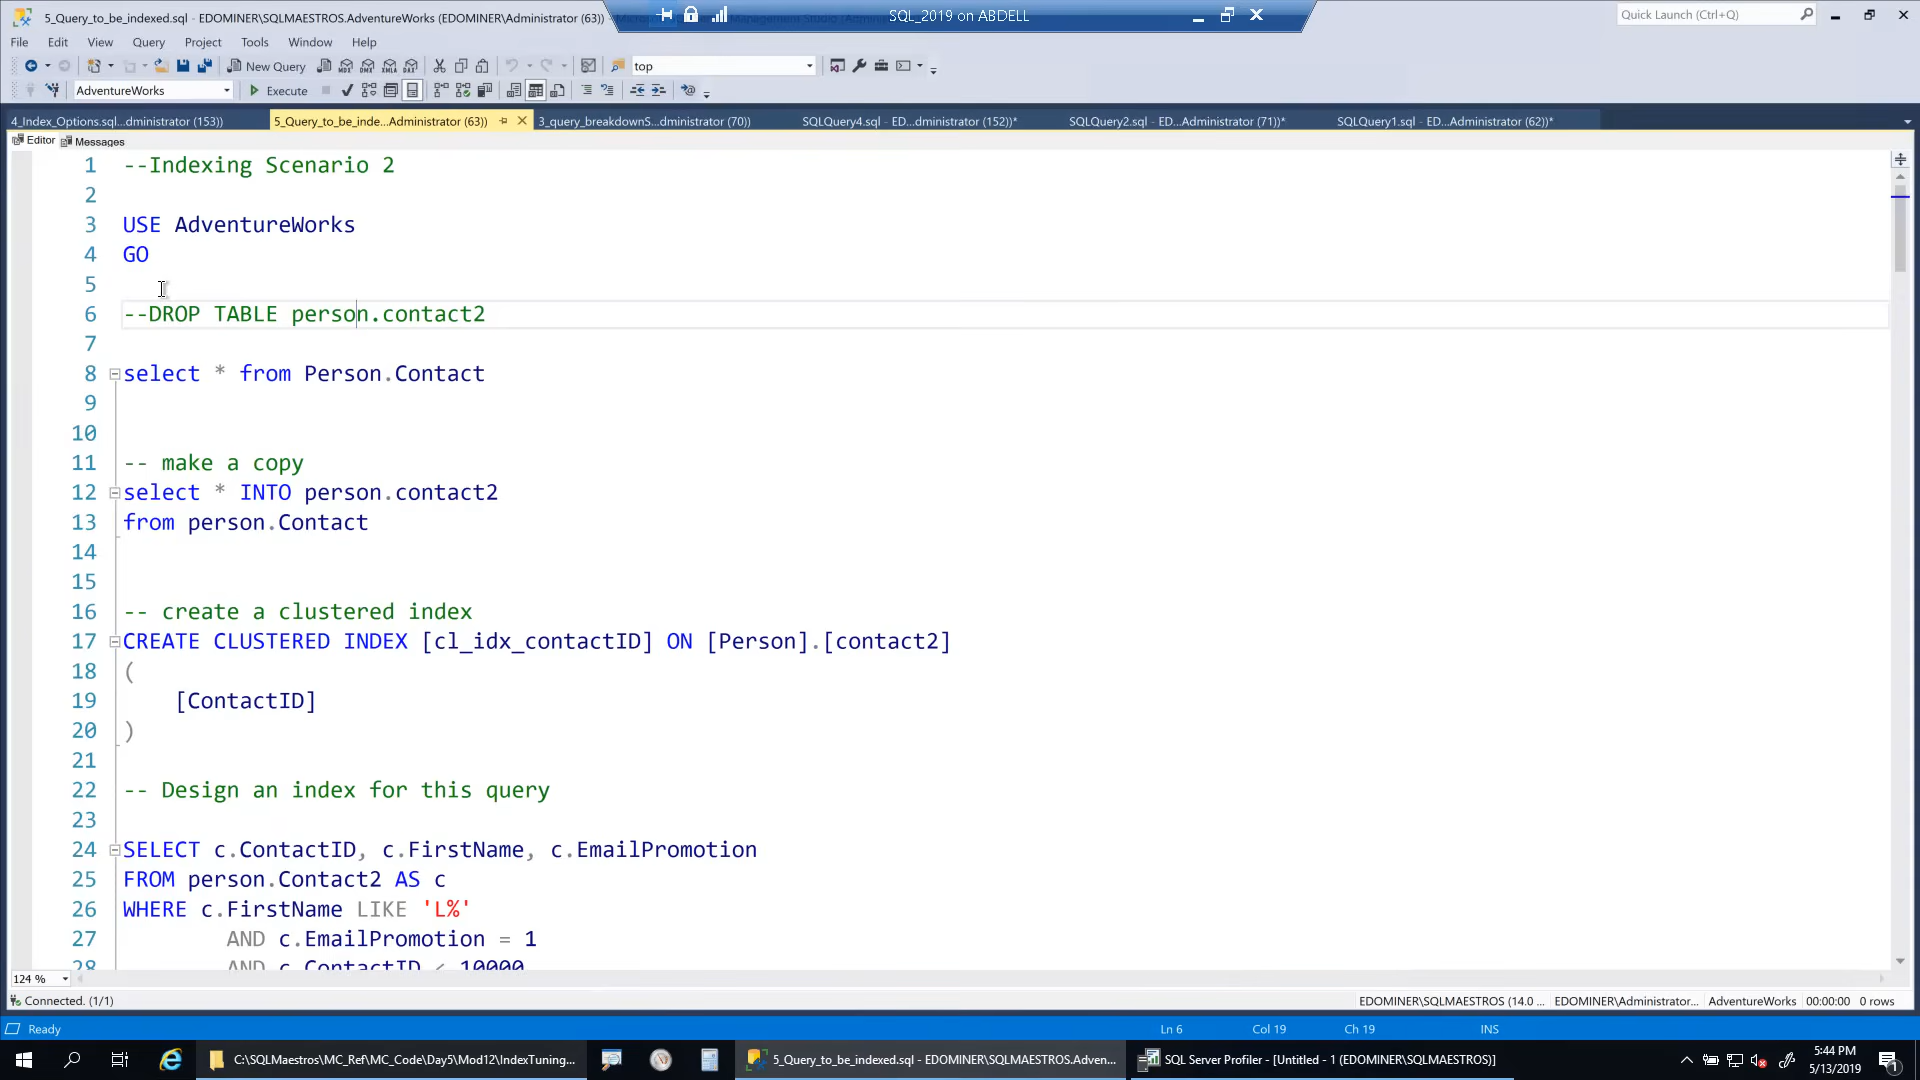 5_Query_to_be_indexed.sql - EDOMINER\SQLMAESTROS.AdventureWorks (EDOMINER\Administrator (63))
SQL_2019 on ABDELL
Quick Launch (Ctrl+Q)
File Edit View Query Project Tools Window Help
New Query top
AdventureWorks Execute
4_Index_Options.sql...dministrator (153))
5_Query_to_be_inde...Administrator (63))
3_query_breakdownS...dministrator (70))
SQLQuery4.sql - ED...dministrator (152))*
SQLQuery2.sql - ED...Administrator (71))*
SQLQuery1.sql - ED...Administrator (62))*
Editor Messages
1 --Indexing Scenario 2
2
3 USE AdventureWorks
4 GO
5
6 --DROP TABLE person.contact2
7
8 select * from Person.Contact
9
10
11 -- make a copy
12 select * INTO person.contact2
13 from person.Contact
14
15
16 -- create a clustered index
17 CREATE CLUSTERED INDEX [cl_idx_contactID] ON [Person].[contact2]
18 (
19 [ContactID]
20 )
21
22 -- Design an index for this query
23
24 SELECT c.ContactID, c.FirstName, c.EmailPromotion
25 FROM person.Contact2 AS c
26 WHERE c.FirstName LIKE 'L%'
27 AND c.EmailPromotion = 1
28 AND c.ContactID < 10000
124 %
Connected. (1/1)
EDOMINER\SQLMAESTROS (14.0 ... EDOMINER\Administrator... AdventureWorks 00:00:00 0 rows
Ready Ln 6 Col 19 Ch 19 INS
C:\SQLMaestros\MC_Ref\MC_Code\Day5\Mod12\IndexTuning...
5_Query_to_be_indexed.sql - EDOMINER\SQLMAESTROS.Adven...
SQL Server Profiler - [Untitled - 1 (EDOMINER\SQLMAESTROS)]
5:44 PM
5/13/2019
1